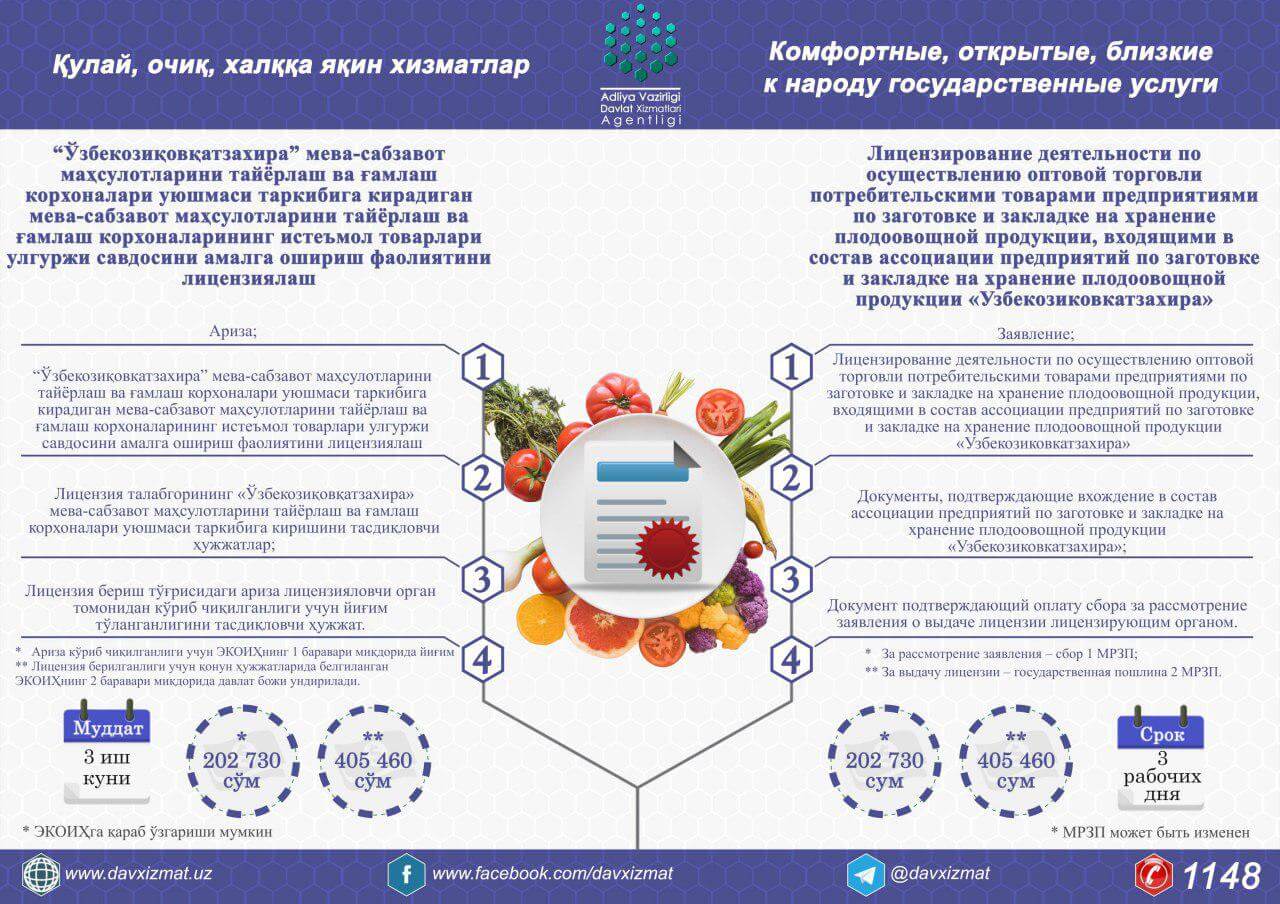 Қулай, очиқ, халққа яқин хизматлар
Adliya Vazirligi
Davlat Xizmatlari
Agentligi
Комфортные, открытые, близкие
к народу государственные услуги
“Ўзбекозиқовқатзахира” мева-сабзавот
маҳсулотларини тайёрлаш ва ғамлаш
корхоналари уюшмаси таркибига кирадиган
мева-сабзавот маҳсулотларини тайёрлаш ва
ғамлаш корхоналарининг истеъмол товарлари
улгуржи савдосини амалга ошириш фаолиятини
лицензиялаш
Ариза;
1
“Ўзбекозиқовқатзахира” мева-сабзавот маҳсулотларини
тайёрлаш ва ғамлаш корхоналари уюшмаси таркибига
кирадиган мева-сабзавот маҳсулотларини тайёрлаш ва
ғамлаш корхоналарининг истеъмол товарлари улгуржи
савдосини амалга ошириш фаолиятини лицензиялаш
2
Лицензия талабгорининг «Ўзбекозиқовқатзахира»
мева-сабзавот маҳсулотларини тайёрлаш ва ғамлаш
корхоналари уюшмаси таркибига киришини тасдиқловчи
ҳужжатлар;
3
Лицензия бериш тўғрисидаги ариза лицензияловчи орган
томонидан кўриб чиқилганлиги учун йиғим
тўланганлигини тасдиқловчи ҳужжат.
4
* Ариза кўриб чиқилганлиги учун ЭКОИҲнинг 1 баравари миқдорида йиғим
** Лицензия берилганлиги учун қонун ҳужжатларида белгиланган
ЭКОИҲнинг 2 баравари миқдорида давлат божи ундирилади.
Муддат
3 иш
куни
*
202 730
сўм
**
405 460
сўм
* ЭКОИҲга қараб ўзгариши мумкин
Лицензирование деятельности по
осуществлению оптовой торговли
потребительскими товарами предприятиями
по заготовке и закладке на хранение
плодоовощной продукции, входящими в
состав ассоциации предприятий по заготовке
и закладке на хранение плодоовощной
продукции «Узбекозиковкатзахира»
Заявление;
1
Лицензирование деятельности по осуществлению оптовой
торговли потребительскими товарами предприятиями по
заготовке и закладке на хранение плодоовощной продукции,
входящими в состав ассоциации предприятий по заготовке
и закладке на хранение плодоовощной продукции
«Узбекозиковкатзахира»
2
Документы, подтверждающие вхождение в состав
ассоциации предприятий по заготовке и закладке на
хранение плодоовощной продукции
«Узбекозиковкатзахира»;
3
Документ подтверждающий оплату сбора за рассмотрение
заявления о выдаче лицензии лицензирующим органом.
4
* За рассмотрение заявления – сбор 1 МРЗП;
** За выдачу лицензии – государственная пошлина 2 МРЗП.
*
202 730
сум
**
405 460
сум
Срок
3
рабочих
дня
* МРЗП может быть изменен
www.davxizmat.uz
www.facebook.com/davxizmat
@davxizmat
1148